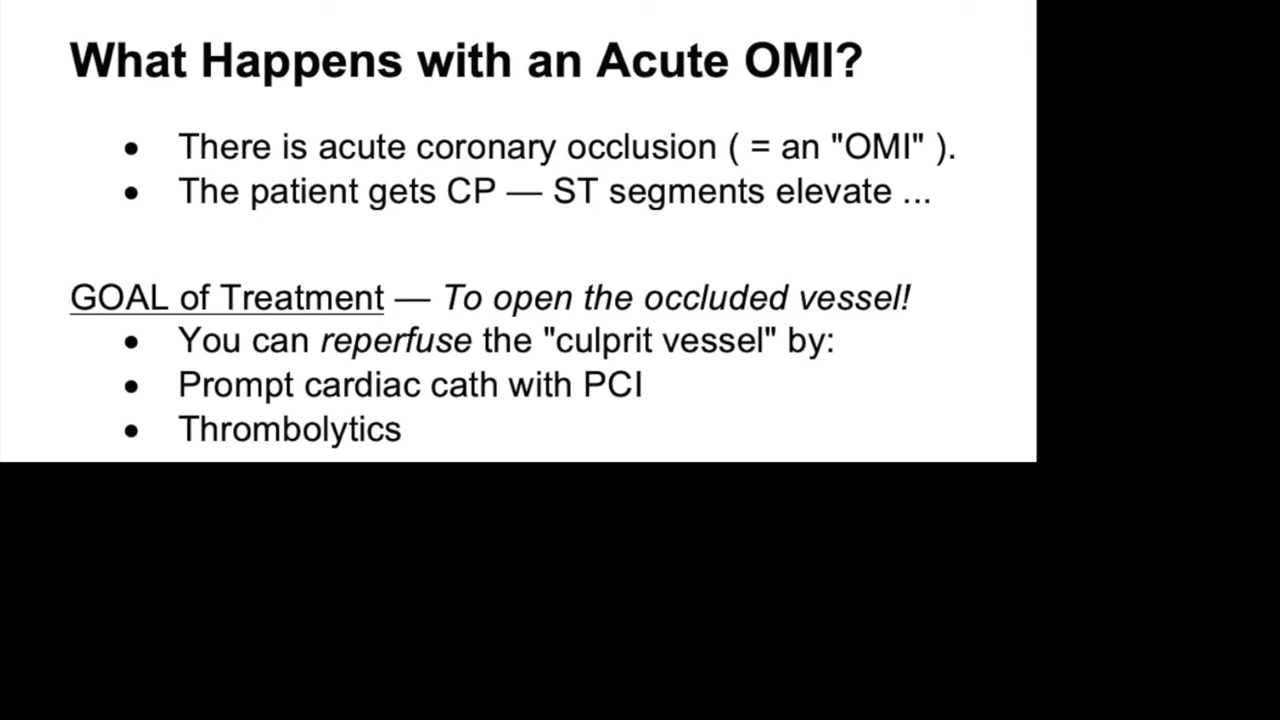 What Happens with an Acute OMI?
• There is acute coronary occlusion ( = an "OMI" ).
• The patient gets CP — ST segments elevate ...
GOAL of Treatment — To open the occluded vessel!
• You can reperfuse the "culprit vessel" by:
• Prompt cardiac cath with PCI
• Thrombolytics